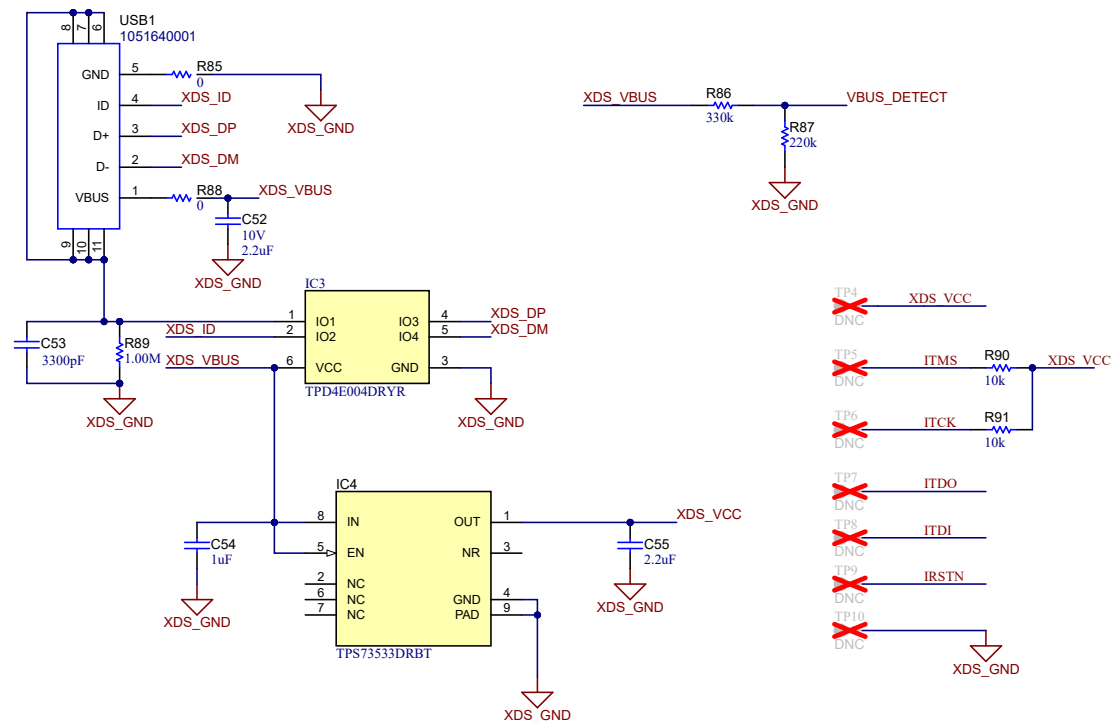 USB1
1051640001
8
7
6
GND
5
R85
0
XDS_GND
ID
4
XDS_ID
D+
3
XDS_DP
D-
2
XDS_DM
VBUS
1
R88
0
XDS_VBUS
C52
10V
2.2uF
XDS_GND
9
10
11
XDS_VBUS
R86
330k
VBUS_DETECT
R87
220k
XDS_GND
IC3
1
IO1
IO3
4
XDS_DP
XDS_ID
2
IO2
IO4
5
XDS_DM
XDS_VBUS
6
VCC
GND
3
TPD4E004DRYR
XDS_GND
C53
3300pF
R89
1.00M
XDS_GND
IC4
8
IN
OUT
1
XDS_VCC
5
EN
NR
3
2
NC
6
NC
GND
4
7
NC
PAD
9
TPS73533DRBT
XDS_GND
C54
1uF
XDS_GND
C55
2.2uF
XDS_GND
TP4
DNC
XDS_VCC
TP5
DNC
ITMS
R90
10k
XDS_VCC
TP6
DNC
ITCK
R91
10k
TP7
DNC
ITDO
TP8
DNC
ITDI
TP9
DNC
IRSTN
TP10
DNC
XDS_GND